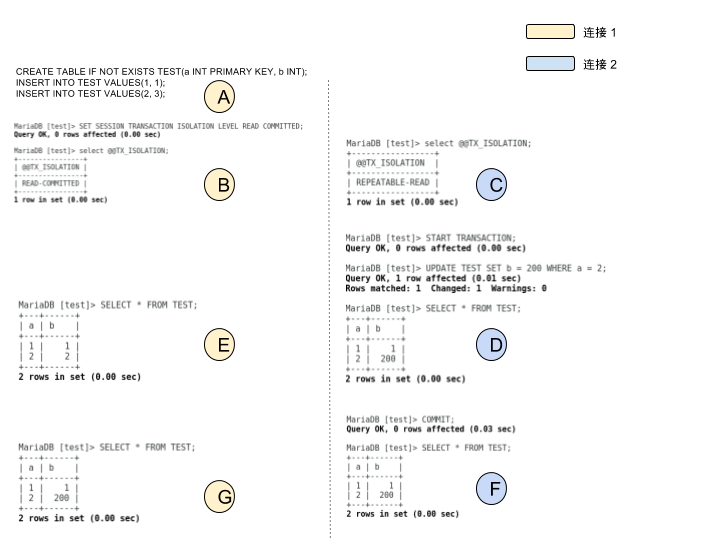 连接 1
连接 2
CREATE TABLE IF NOT EXISTS TEST(a INT PRIMARY KEY, b INT);
INSERT INTO TEST VALUES(1, 1);
INSERT INTO TEST VALUES(2, 3);
A
MariaDB [test]> SET SESSION TRANSACTION ISOLATION LEVEL READ COMMITTED;
Query OK, 0 rows affected (0.00 sec)
MariaDB [test]> select @@TX_ISOLATION;
+----------------+
| @@TX_ISOLATION |
+----------------+
| READ-COMMITTED |
+----------------+
1 row in set (0.00 sec)
B
MariaDB [test]> select @@TX_ISOLATION;
+-----------------+
| @@TX_ISOLATION  |
+-----------------+
| REPEATABLE-READ |
+-----------------+
1 row in set (0.00 sec)
C
MariaDB [test]> START TRANSACTION;
Query OK, 0 rows affected (0.00 sec)
MariaDB [test]> UPDATE TEST SET b = 200 WHERE a = 2;
Query OK, 1 row affected (0.01 sec)
Rows matched: 1  Changed: 1  Warnings: 0
MariaDB [test]> SELECT * FROM TEST;
+---+------+
| a | b    |
+---+------+
| 1 |    1 |
| 2 |  200 |
+---+------+
2 rows in set (0.00 sec)
D
MariaDB [test]> SELECT * FROM TEST;
+---+------+
| a | b    |
+---+------+
| 1 |    1 |
| 2 |    2 |
+---+------+
2 rows in set (0.00 sec)
E
MariaDB [test]> COMMIT;
Query OK, 0 rows affected (0.03 sec)
MariaDB [test]> SELECT * FROM TEST;
+---+------+
| a | b    |
+---+------+
| 1 |    1 |
| 2 |  200 |
+---+------+
2 rows in set (0.00 sec)
F
MariaDB [test]> SELECT * FROM TEST;
+---+------+
| a | b    |
+---+------+
| 1 |    1 |
| 2 |  200 |
+---+------+
2 rows in set (0.00 sec)
G